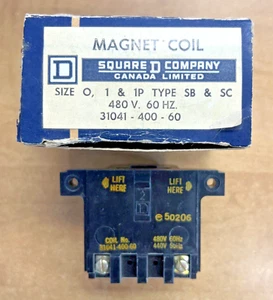 MAGNET COIL
D SQUARE D COMPANY
CANADA LIMITED
SIZE O, 1 & 1P TYPE SB & SC
480 V. 60 HZ.
31041 - 400 - 60
LIFT HERE
LIFT HERE
50206
COIL No.
31041-400-60
480V 60Hz
440V 50Hz